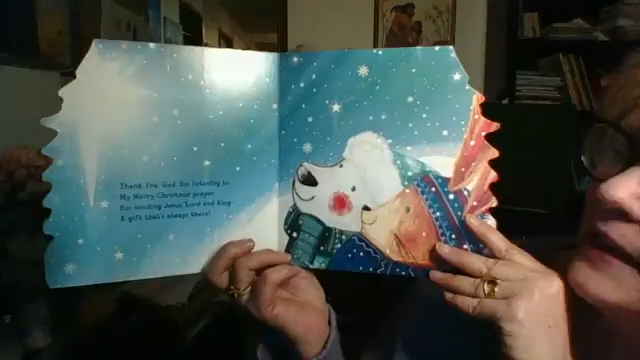 Thank You, God, for listening to
My Merry Christmas prayer.
For sending Jesus, Lord and King–
A gift that's always there!